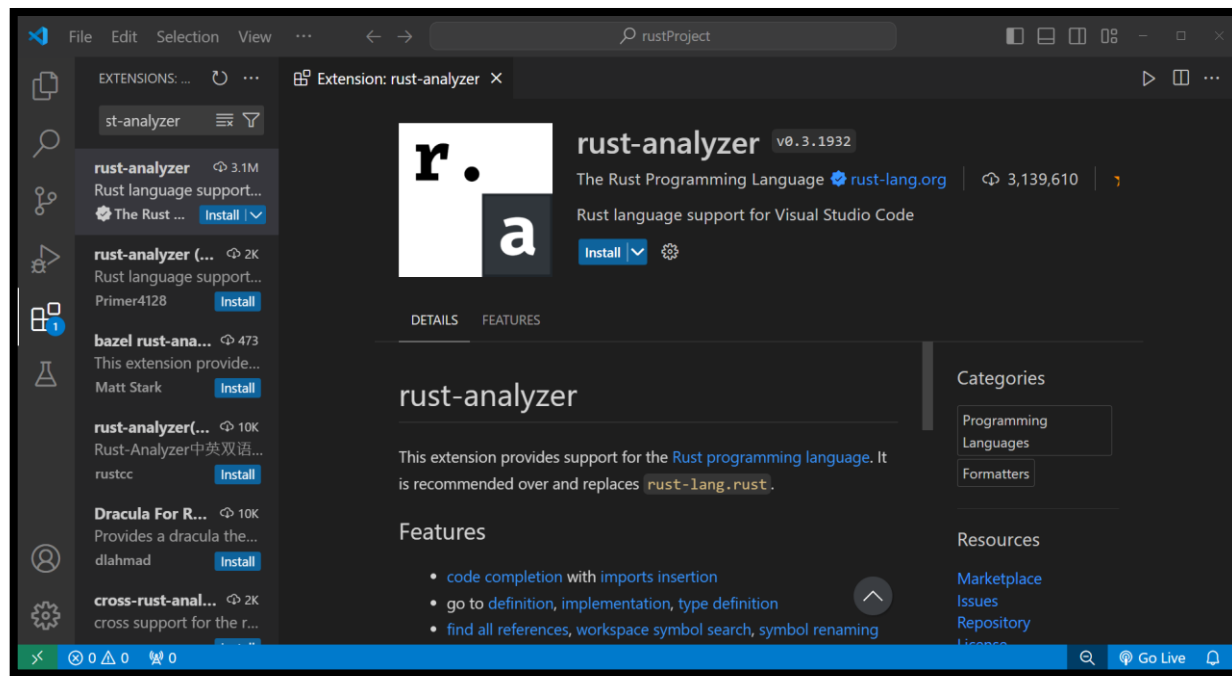 File Edit Selection View ··· rustProject
EXTENSIONS: ... ···
st-analyzer
rust-analyzer 3.1M
Rust language support...
The Rust ... Install
rust-analyzer (... 2K
Rust language support...
Primer4128 Install
bazel rust-ana... 473
This extension provide...
Matt Stark Install
rust-analyzer(... 10K
Rust-Analyzer中英双语...
rustcc Install
Dracula For R... 10K
Provides a dracula the...
dlahmad Install
cross-rust-anal... 2K
cross support for the r...
1
Extension: rust-analyzer
r.
a
rust-analyzer v0.3.1932
The Rust Programming Language rust-lang.org 3,139,610
Rust language support for Visual Studio Code
Install
DETAILS FEATURES
rust-analyzer
This extension provides support for the Rust programming language. It
is recommended over and replaces rust-lang.rust.
Features
• code completion with imports insertion
• go to definition, implementation, type definition
• find all references, workspace symbol search, symbol renaming
Categories
Programming
Languages
Formatters
Resources
Marketplace
Issues
Repository
License
0 0 0 Go Live